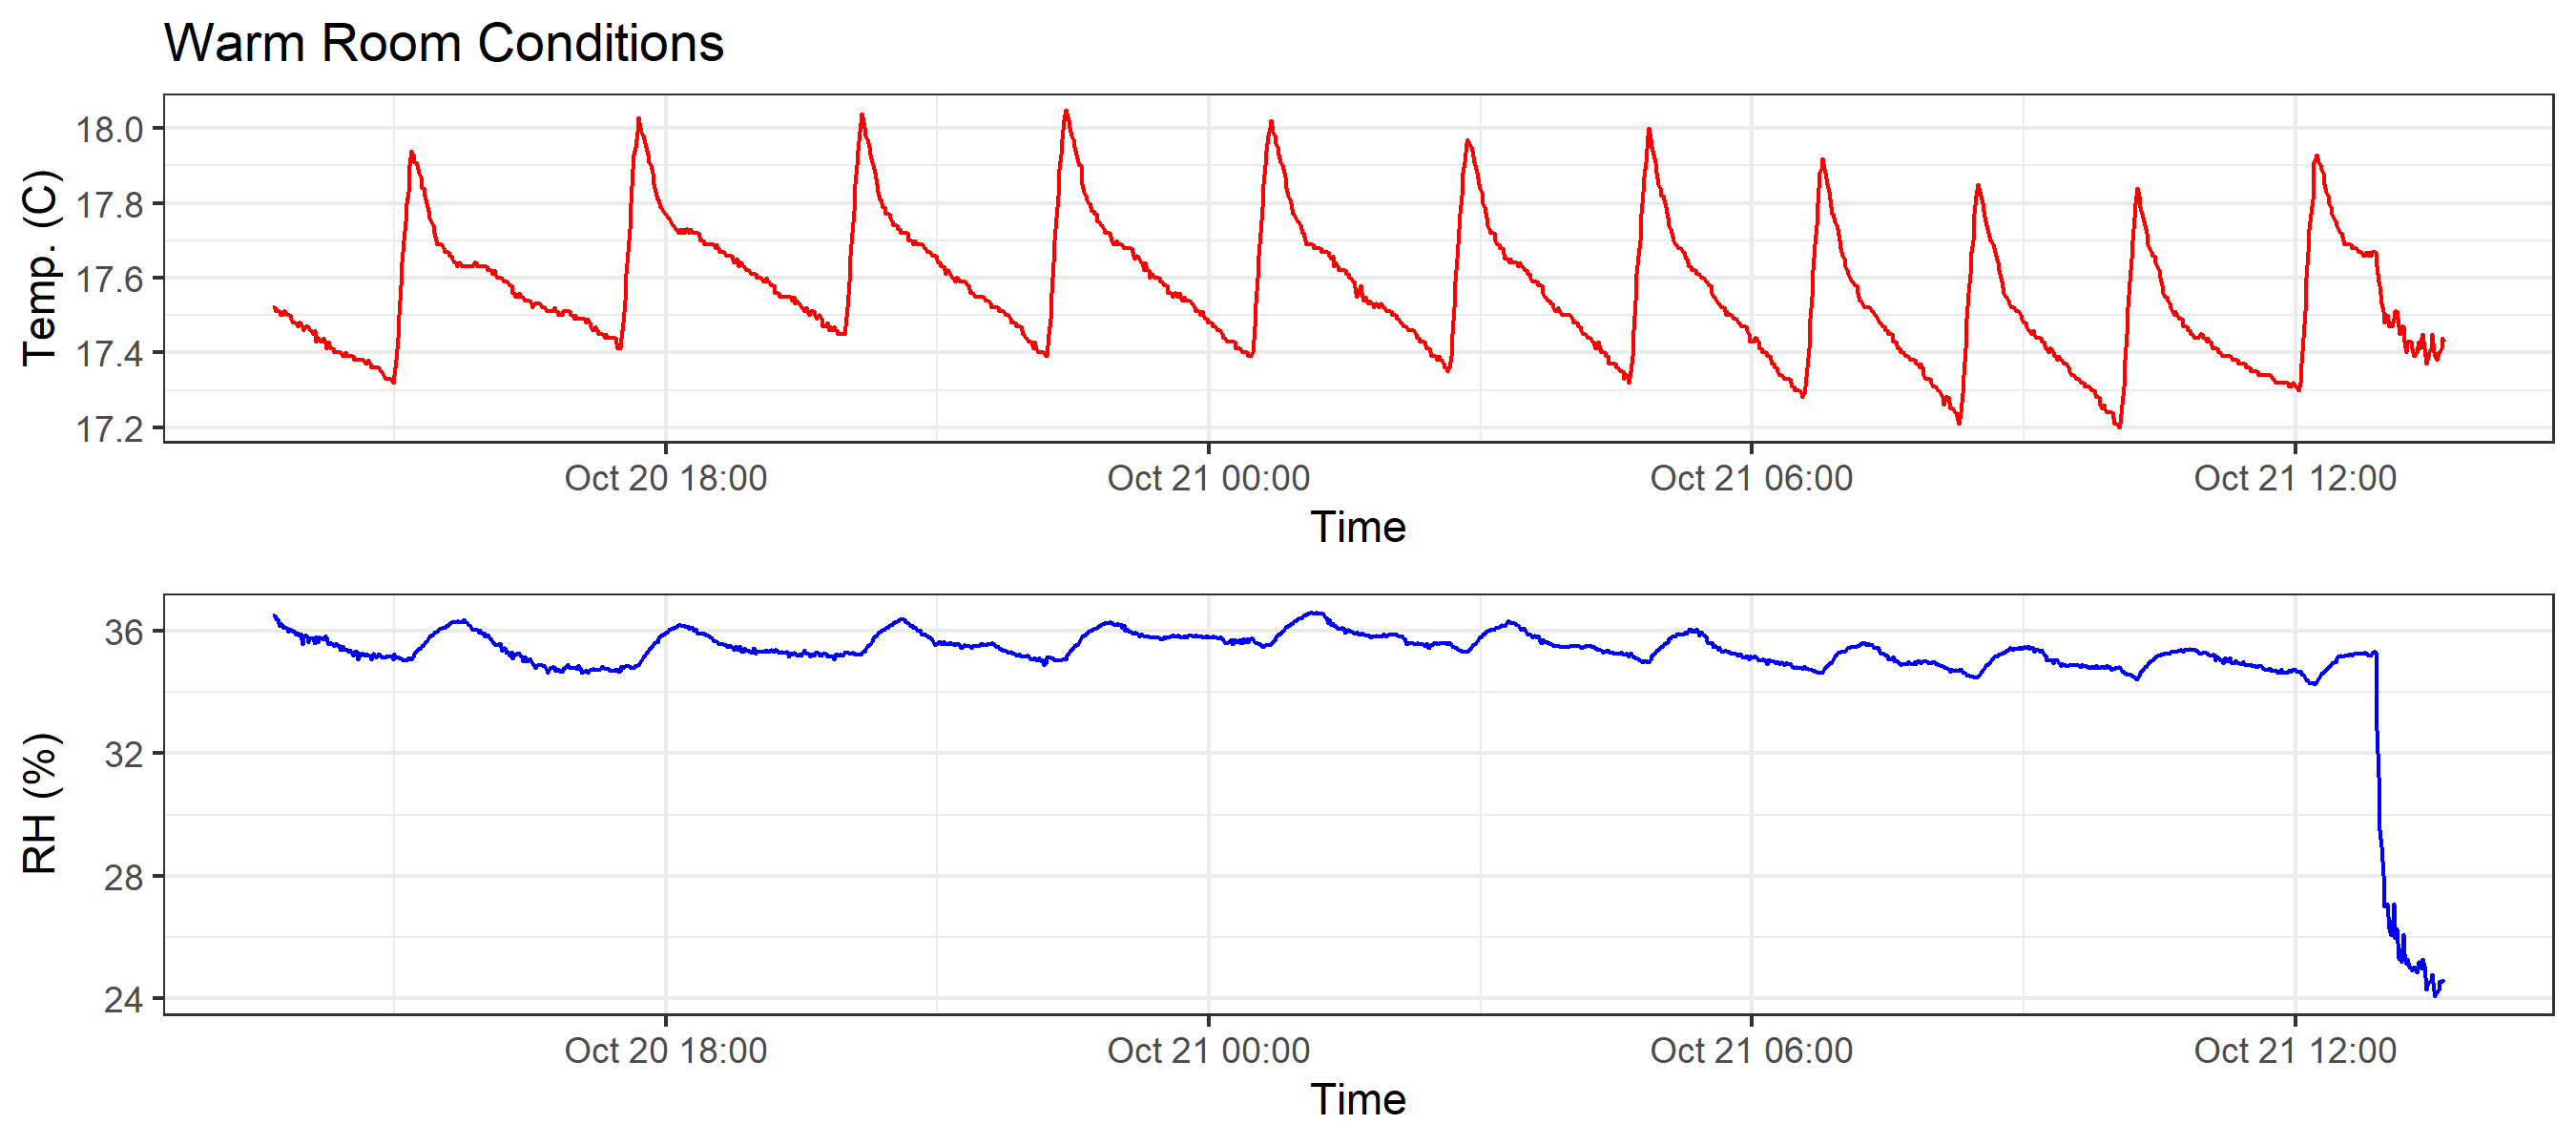 Warm Room Conditions
Temp. (C)
18.0
17.8
17.6
17.4
17.2
Oct 20 18:00 Oct 21 00:00 Oct 21 06:00 Oct 21 12:00
Time
RH (%)
36
32
28
24
Oct 20 18:00 Oct 21 00:00 Oct 21 06:00 Oct 21 12:00
Time